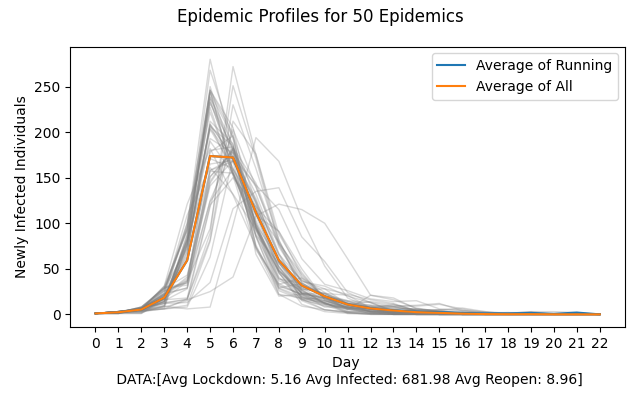 Epidemic Profiles for 50 Epidemics
Average of Running
Average of All
Newly Infected Individuals
250
200
150
100
50
0
0 1 2 3 4 5 6 7 8 9 10 11 12 13 14 15 16 17 18 19 20 21 22
Day
DATA:[Avg Lockdown: 5.16 Avg Infected: 681.98 Avg Reopen: 8.96]